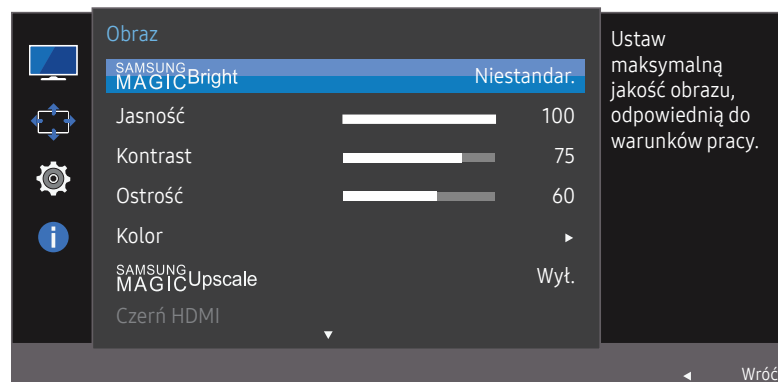 Obraz
SAMSUNG
MAGICBright Niestandar.
Jasność 100
Kontrast 75
Ostrość 60
Kolor ▸
SAMSUNG
MAGICUpscale Wył.
Czerń HDMI
Ustaw
maksymalną
jakość obrazu,
odpowiednią do
warunków pracy.
Wróć